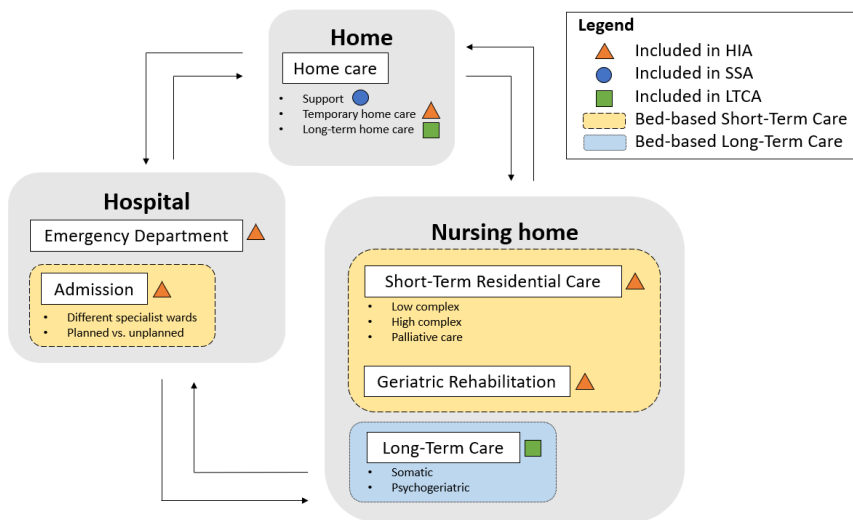 Home
Home care
• Support
• Temporary home care
• Long-term home care
Legend
Included in HIA
Included in SSA
Included in LTCA
Bed-based Short-Term Care
Bed-based Long-Term Care
Hospital
Emergency Department
Admission
• Different specialist wards
• Planned vs. unplanned
Nursing home
Short-Term Residential Care
• Low complex
• High complex
• Palliative care
Geriatric Rehabilitation
Long-Term Care
• Somatic
• Psychogeriatric